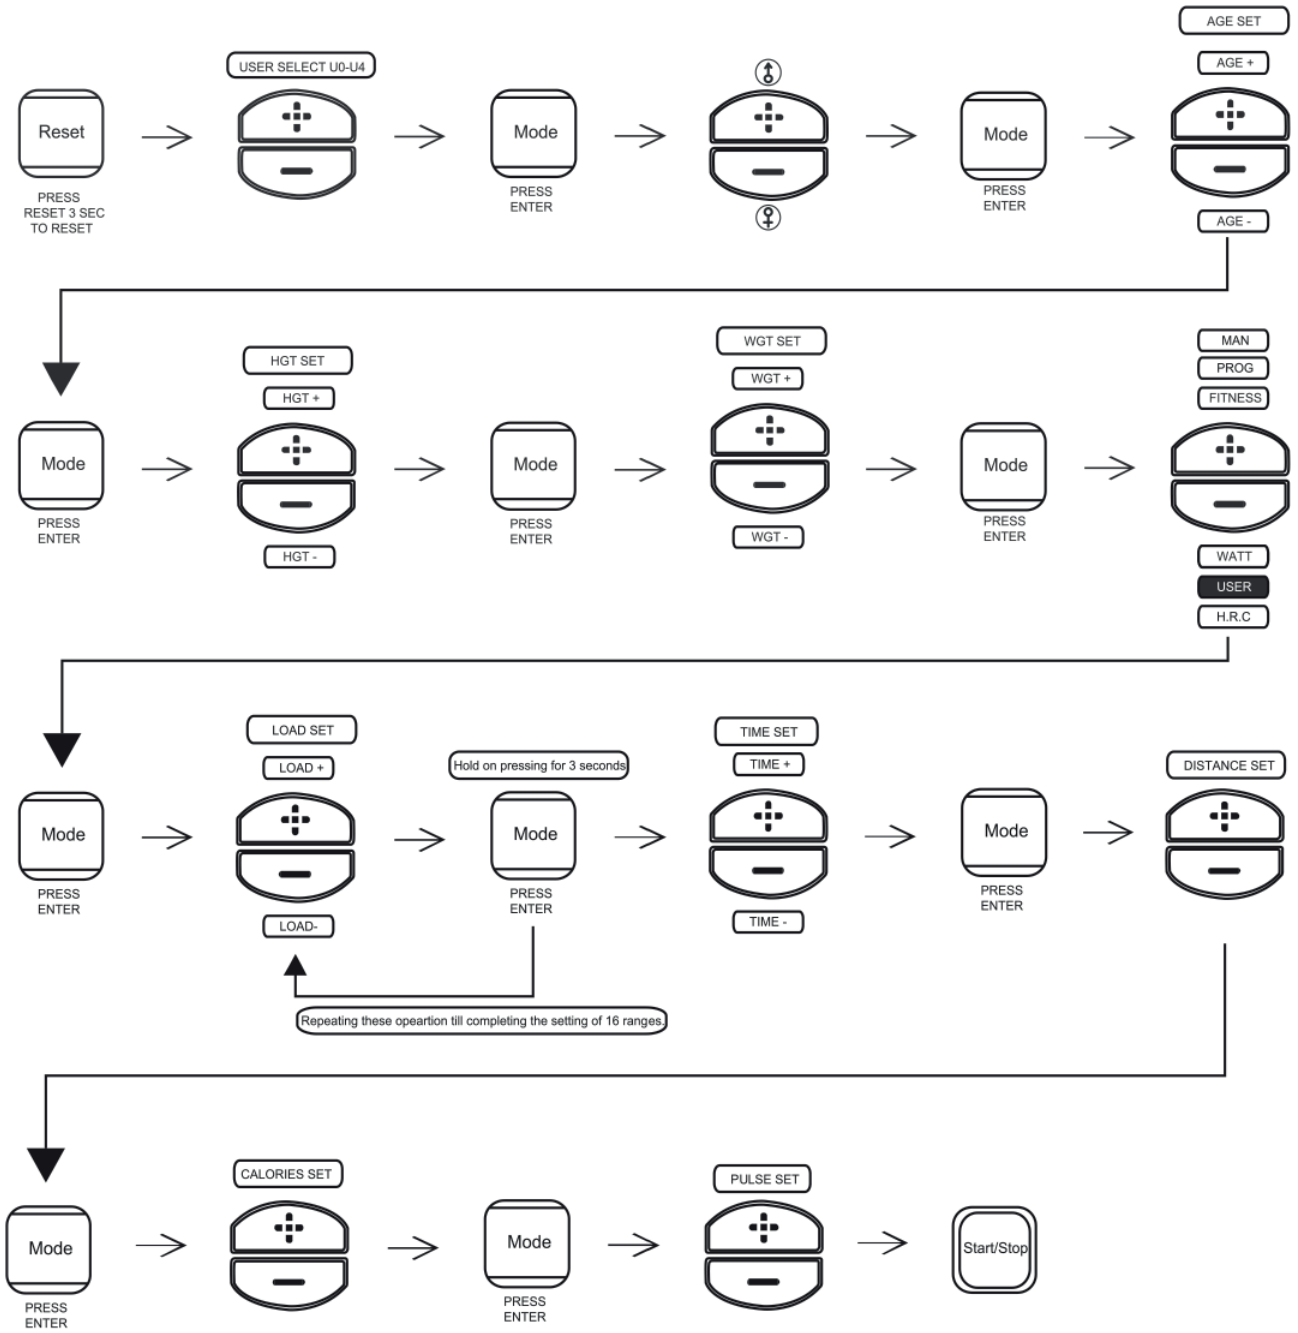 AGE SET
USER SELECT U0-U4
AGE +
Reset
Mode
Mode
PRESS
RESET 3 SEC
TO RESET
PRESS
ENTER
PRESS
ENTER
AGE -
HGT SET
HGT +
WGT SET
WGT +
MAN
PROG
FITNESS
Mode
Mode
Mode
PRESS
ENTER
HGT -
PRESS
ENTER
WGT -
PRESS
ENTER
WATT
USER
H.R.C
LOAD SET
LOAD +
Hold on pressing for 3 seconds
TIME SET
TIME +
DISTANCE SET
Mode
Mode
Mode
PRESS
ENTER
LOAD-
PRESS
ENTER
TIME -
PRESS
ENTER
Repeating these opeartion till completing the setting of 16 ranges.
CALORIES SET
PULSE SET
Mode
Mode
Start/Stop
PRESS
ENTER
PRESS
ENTER